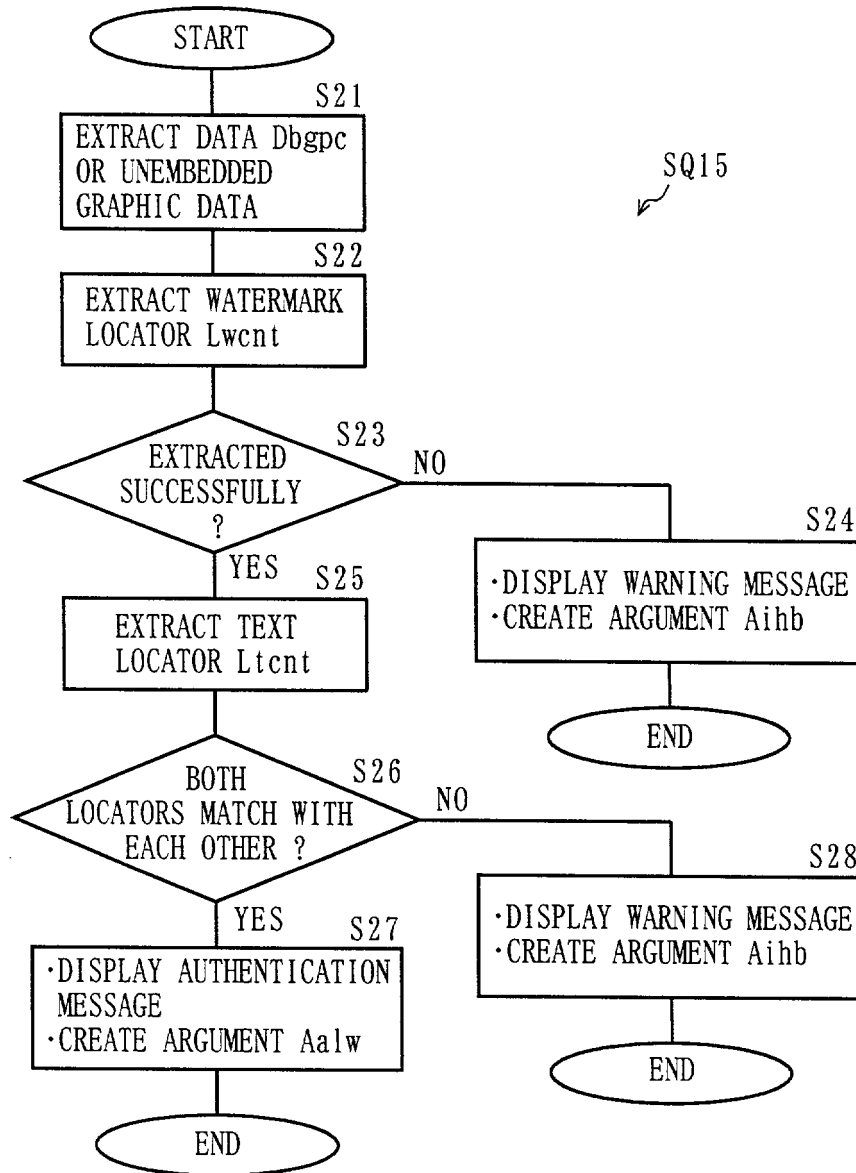 START
S21
EXTRACT DATA Dbgpc
OR UNEMBEDDED
GRAPHIC DATA
SQ15
S22
EXTRACT WATERMARK
LOCATOR Lwcnt
S23
EXTRACTED
SUCCESSFULLY
?
NO
YES
S24
·DISPLAY WARNING MESSAGE
·CREATE ARGUMENT Aihb
END
S25
EXTRACT TEXT
LOCATOR Ltcnt
S26
BOTH
LOCATORS MATCH WITH
EACH OTHER ?
NO
YES
S28
·DISPLAY WARNING MESSAGE
·CREATE ARGUMENT Aihb
END
S27
·DISPLAY AUTHENTICATION
MESSAGE
·CREATE ARGUMENT Aalw
END